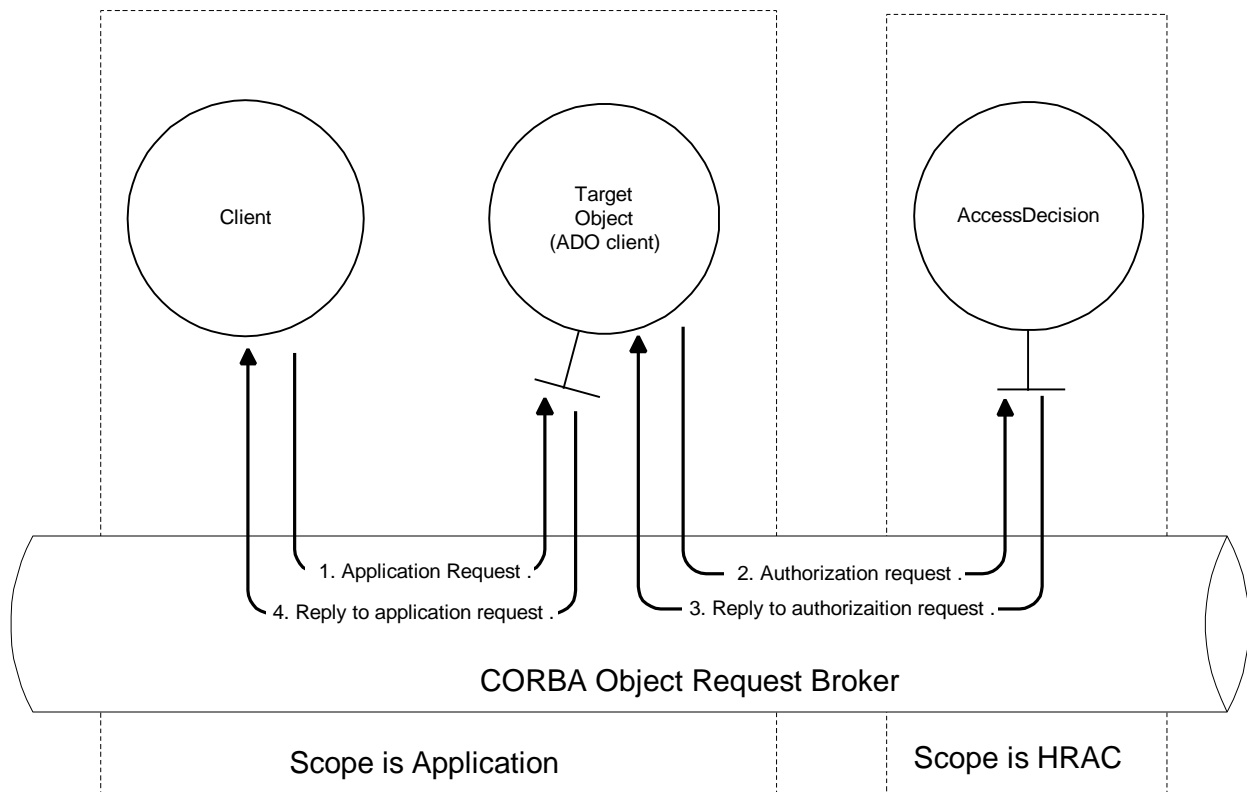 Client
Target
Object
(ADO client)
AccessDecision
1. Application Request .
2. Authorization request .
4. Reply to application request .
3. Reply to authorizaition request .
CORBA Object Request Broker
Scope is Application
Scope is HRAC